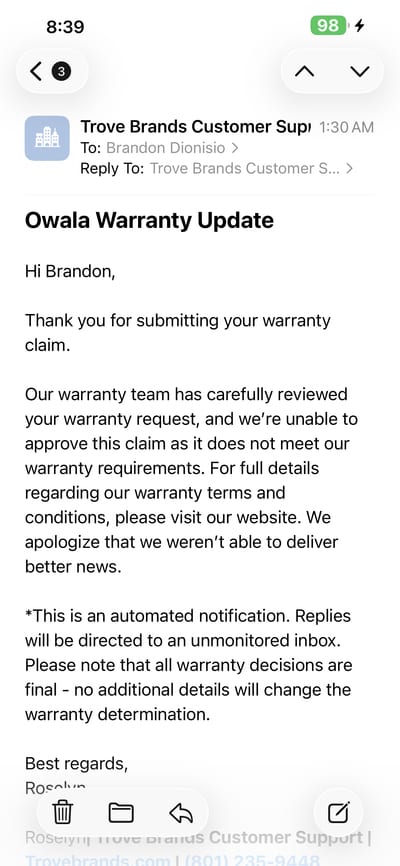 8:39
98
3
Trove Brands Customer Sup
1:30 AM
To: Brandon Dionisio
Reply To: Trove Brands Customer S...
Owala Warranty Update
Hi Brandon,
Thank you for submitting your warranty
claim.
Our warranty team has carefully reviewed
your warranty request, and we're unable to
approve this claim as it does not meet our
warranty requirements. For full details
regarding our warranty terms and
conditions, please visit our website. We
apologize that we weren't able to deliver
better news.
*This is an automated notification. Replies
will be directed to an unmonitored inbox.
Please note that all warranty decisions are
final - no additional details will change the
warranty determination.
Best regards,
Roselyn
Roselyn| Trove Brands Customer Support |
Trovebrands.com | (801) 235-9448